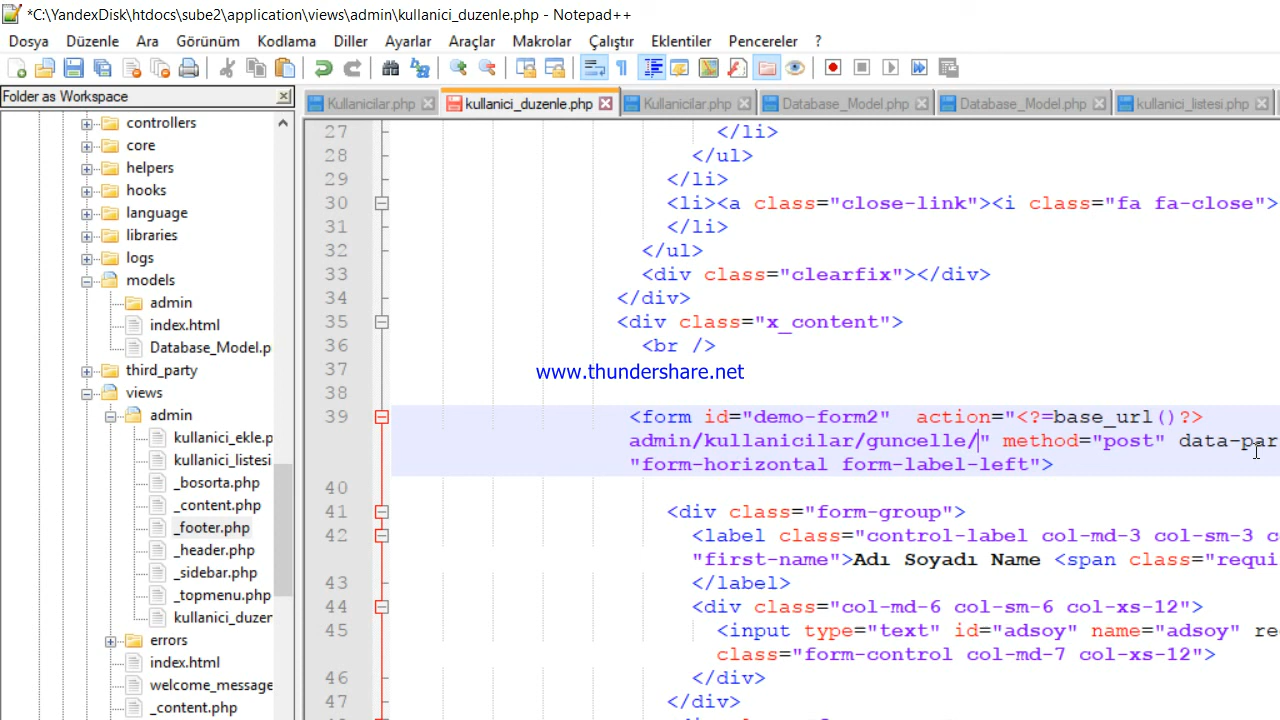 *C:\YandexDisk\htdocs\sube2\application\views\admin\kullanici_duzenle.php - Notepad++
Dosya Düzenle Ara Görünüm Kodlama Diller Ayarlar Araçlar Makrolar Çalıştır Eklentiler Pencereler ?
Folder as Workspace
Kullanicilar.php kullanici_duzenle.php Kullanicilar.php Database_Model.php Database_Model.php kullanici_listesi.php
controllers
core
helpers
hooks
language
libraries
logs
models
admin
index.html
Database_Model.p
third_party
views
admin
kullanici_ekle.p
kullanici_listesi
_bosorta.php
_content.php
_footer.php
_header.php
_sidebar.php
_topmenu.php
kullanici_duzer
errors
index.html
welcome_message
_content.php
27 </li>
28 </ul>
29 </li>
30 <li><a class="close-link"><i class="fa fa-close">
31 </li>
32 </ul>
33 <div class="clearfix"></div>
34 </div>
35 <div class="x_content">
36 <br />
37
www.thundershare.net
38
39 <form id="demo-form2"  action="<?=base_url()?>
admin/kullanicilar/guncelle/" method="post" data-par
"form-horizontal form-label-left">
40
41 <div class="form-group">
42 <label class="control-label col-md-3 col-sm-3 c
"first-name">Adı Soyadı Name <span class="requi
43 </label>
44 <div class="col-md-6 col-sm-6 col-xs-12">
45 <input type="text" id="adsoy" name="adsoy" re
class="form-control col-md-7 col-xs-12">
46 </div>
47 </div>